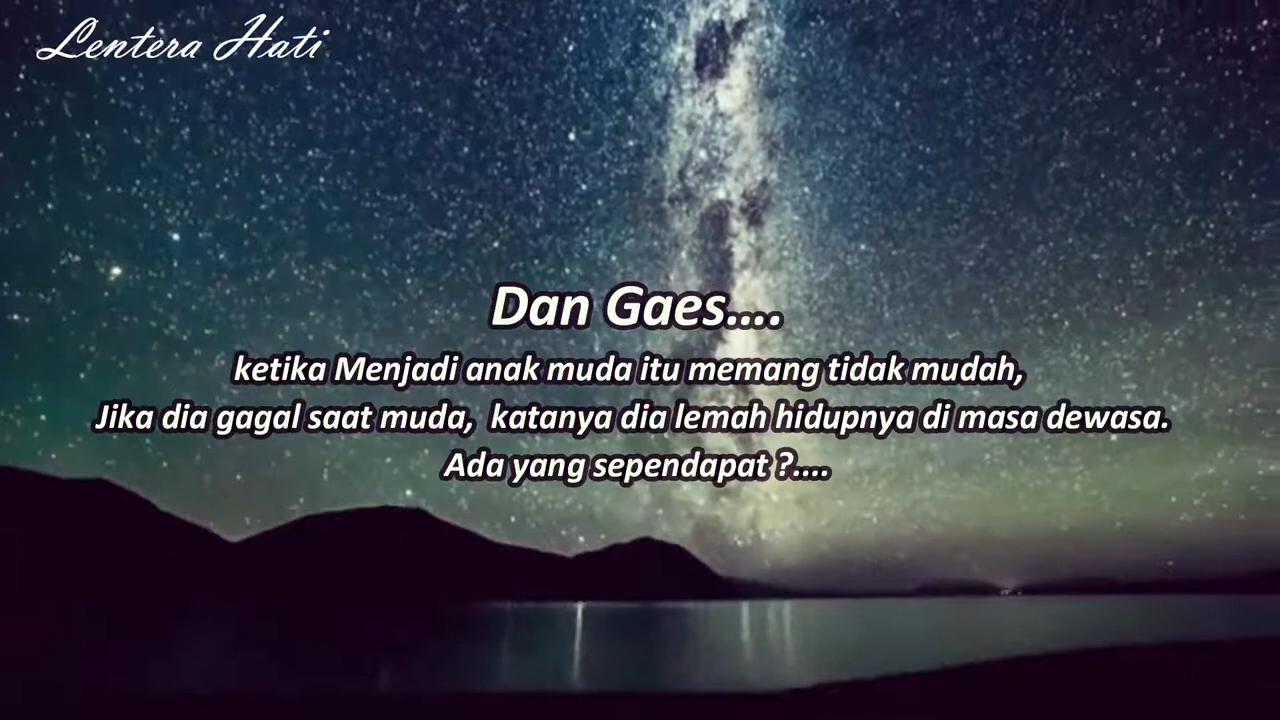 Lentera Hati
Dan Gaes....
ketika Menjadi anak muda itu memang tidak mudah,
Jika dia gagal saat muda, katanya dia lemah hidupnya di masa dewasa.
Ada yang sependapat ?....